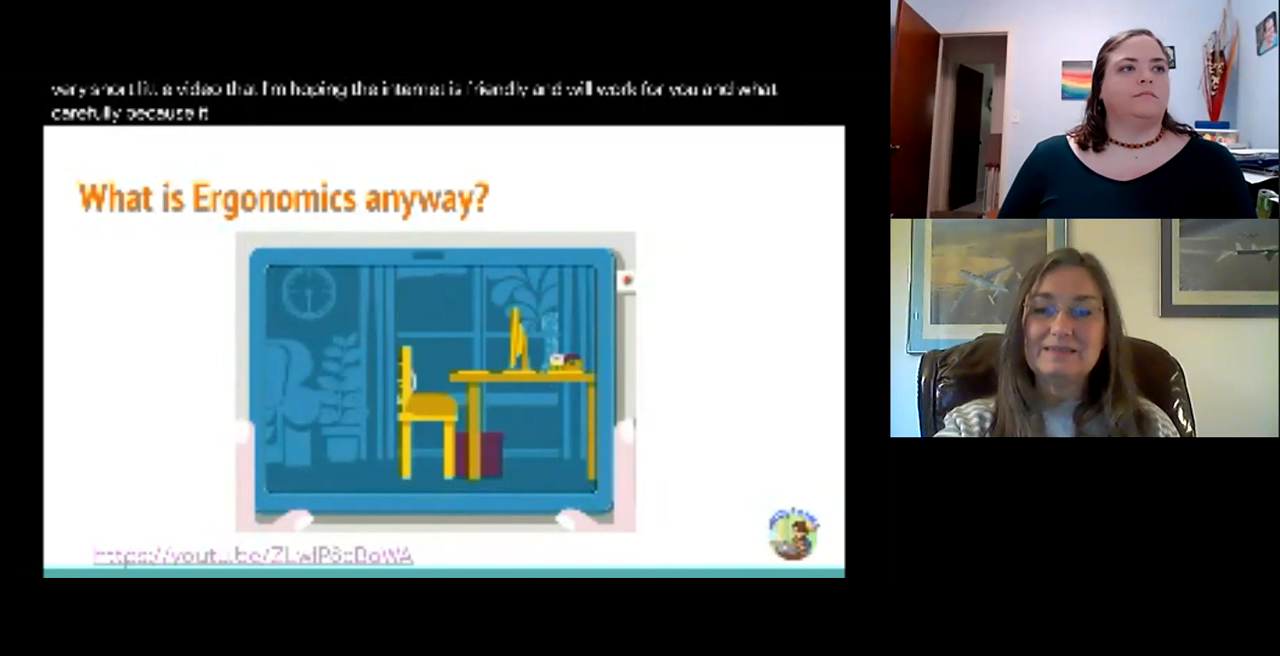 very short little video that I'm hoping the internet is friendly and will work for you and what
carefully because it
What is Ergonomics anyway?